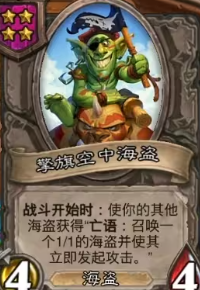 擎旗空中海盗
战斗开始时：使你的其他
海盗获得“亡语：召唤一
个1/1的海盗并使其
立即发起攻击。”
4
海盗
4